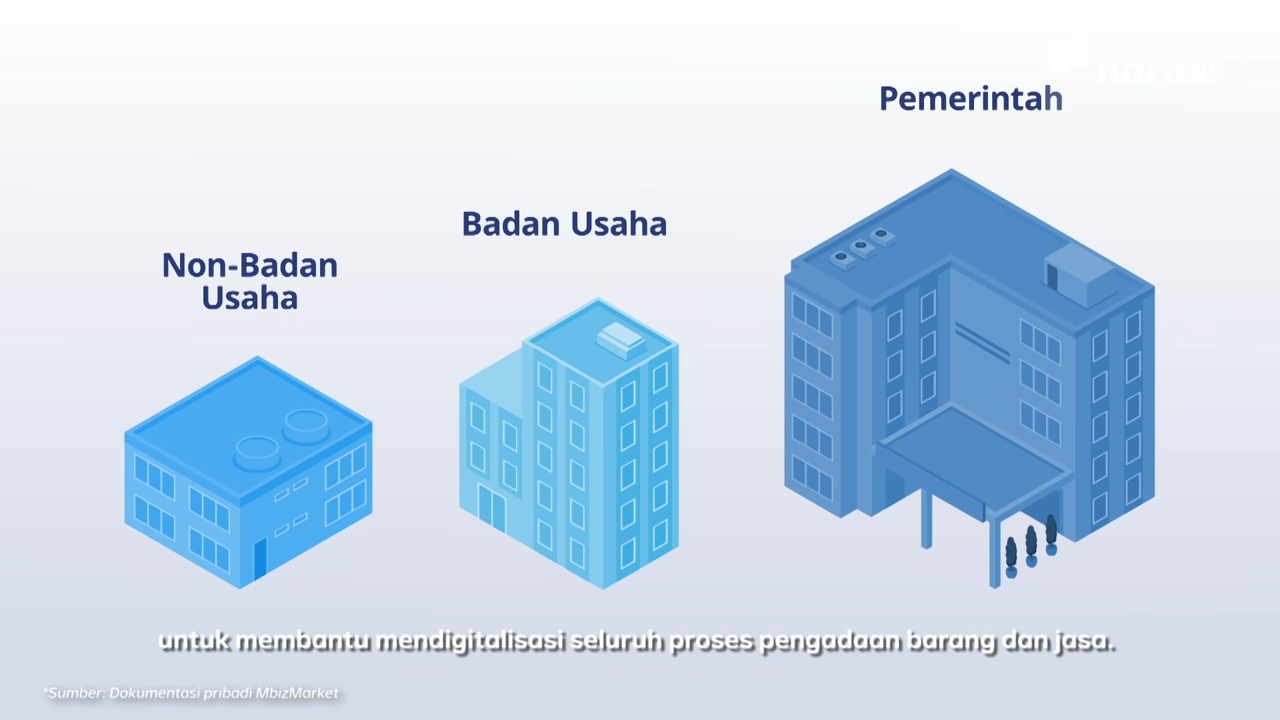 narasi
Pemerintah
Badan Usaha
Non-Badan
Usaha
untuk membantu mendigitalisasi seluruh proses pengadaan barang dan jasa.
*Sumber: Dokumentasi pribadi MbizMarket